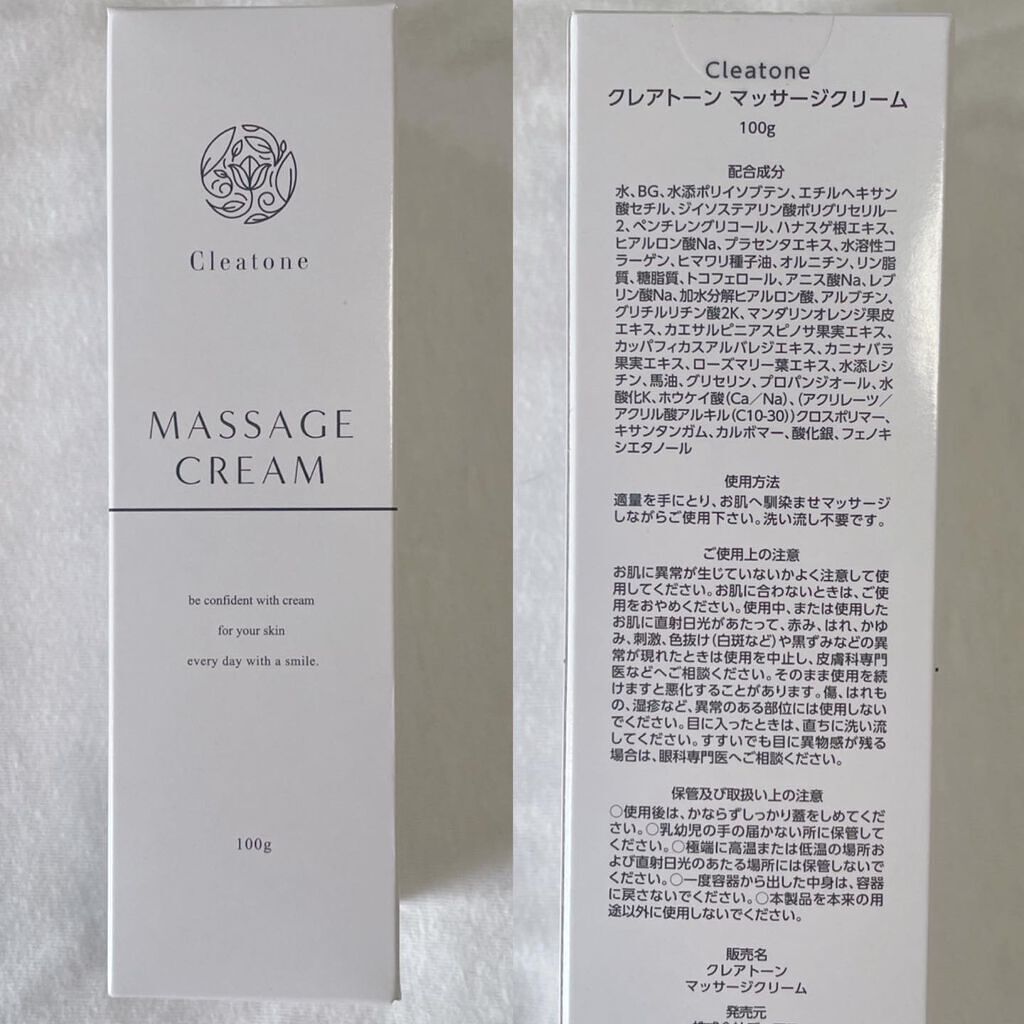 Cleatone
MASSAGE
CREAM
be confident with cream
for your skin
every day with a smile.
100g
Cleatone
クレアトーン マッサージクリーム
100g
配合成分
水、BG、水添ポリイソブテン、エチルヘキサン
酸セチル、ジイソステアリン酸ポリグリセリル-
2、ペンチレングリコール、ハナスゲ根エキス、
ヒアルロン酸Na、プラセンタエキス、水溶性コ
ラーゲン、ヒマワリ種子油、オルニチン、リン脂
質、糖脂質、トコフェロール、アニス酸Na、レブ
リン酸Na、加水分解ヒアルロン酸、アルブチン、
グリチルリチン酸2K、マンダリンオレンジ果皮
エキス、カエサルピニアスピノサ果実エキス、
カッパフィカスアルバレジエキス、カニナバラ
果実エキス、ローズマリー葉エキス、水添レシ
チン、馬油、グリセリン、プロパンジオール、水
酸化K、ホウケイ酸(Ca/Na)、(アクリレーツ/
アクリル酸アルキル(C10-30))クロスポリマー、
キサンタンガム、カルボマー、酸化銀、フェノキ
シエタノール
使用方法
適量を手にとり、お肌へ馴染ませマッサージ
しながらご使用下さい。洗い流し不要です。
ご使用上の注意
お肌に異常が生じていないかよく注意して使
用してください。お肌に合わないときは、ご使
用をおやめください。使用中、または使用した
お肌に直射日光があたって、赤み、はれ、かゆ
み、刺激、色抜け(白斑など)や黒ずみなどの異
常が現れたときは使用を中止し、皮膚科専門
医などへご相談ください。そのまま使用を続
けますと悪化することがあります。傷、はれも
の、湿疹など、異常のある部位には使用しない
でください。目に入ったときは、直ちに洗い流
してください。すすいでも目に異物感が残る
場合は、眼科専門医へご相談ください。
保管及び取扱い上の注意
○使用後は、かならずしっかり蓋をしめてくだ
さい。○乳幼児の手の届かない所に保管して
ください。○極端に高温または低温の場所お
よび直射日光のあたる場所には保管しないで
ください。○一度容器から出した中身は、容器
に戻さないでください。○本製品を本来の用
途以外に使用しないでください。
販売名
クレアトーン
マッサージクリーム
発売元